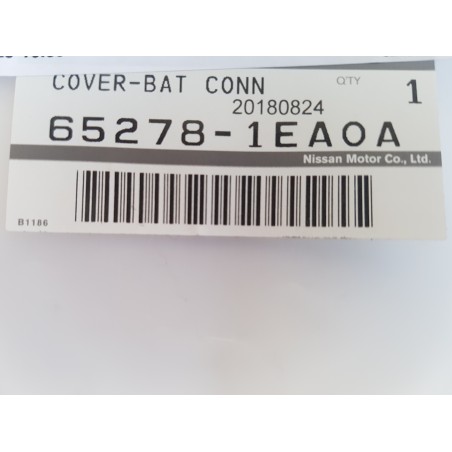 COVER-BAT CONN QTY 1
20180824
65278-1EA0A
Nissan Motor Co., Ltd.
B1186